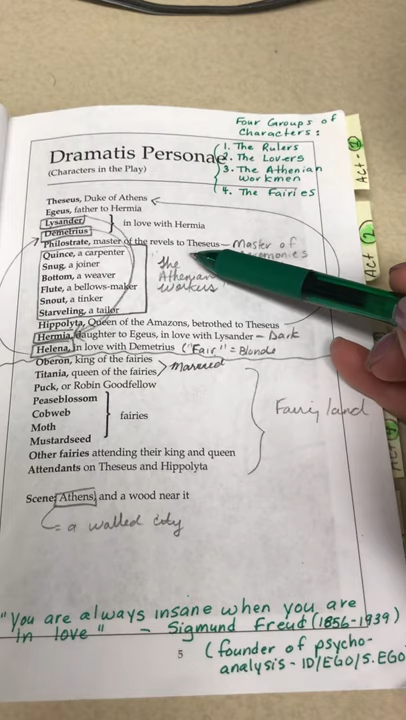 Four Groups of
Characters:
1. The Rulers
2. The Lovers
3. The Athenian
Workmen
4. The Fairies
Dramatis Personae
(Characters in the Play)
Theseus, Duke of Athens
Egeus, father to Hermia
Lysander
Demetrius
in love with Hermia
Philostrate, master of the revels to Theseus — Master of
Quince, a carpenter
Snug, a joiner
Bottom, a weaver
Flute, a bellows-maker
Snout, a tinker
Starveling, a tailor
the
Athenian
workers
Hippolyta, Queen of the Amazons, betrothed to Theseus
Hermia, daughter to Egeus, in love with Lysander – Dark
Helena, in love with Demetrius ("Fair" = Blonde
Oberon, king of the fairies
Titania, queen of the fairies
married
Puck, or Robin Goodfellow
Peaseblossom
Cobweb
Moth
Mustardseed
fairies
Other fairies attending their king and queen
Attendants on Theseus and Hippolyta
Fairyland
Scene: Athens, and a wood near it
= a walled city
"You are always insane when you are
in love" - Sigmund Freud (1856-1939)
(founder of psycho-
analysis - ID/EGO/S.EGO
5
Act - 2
Act 2